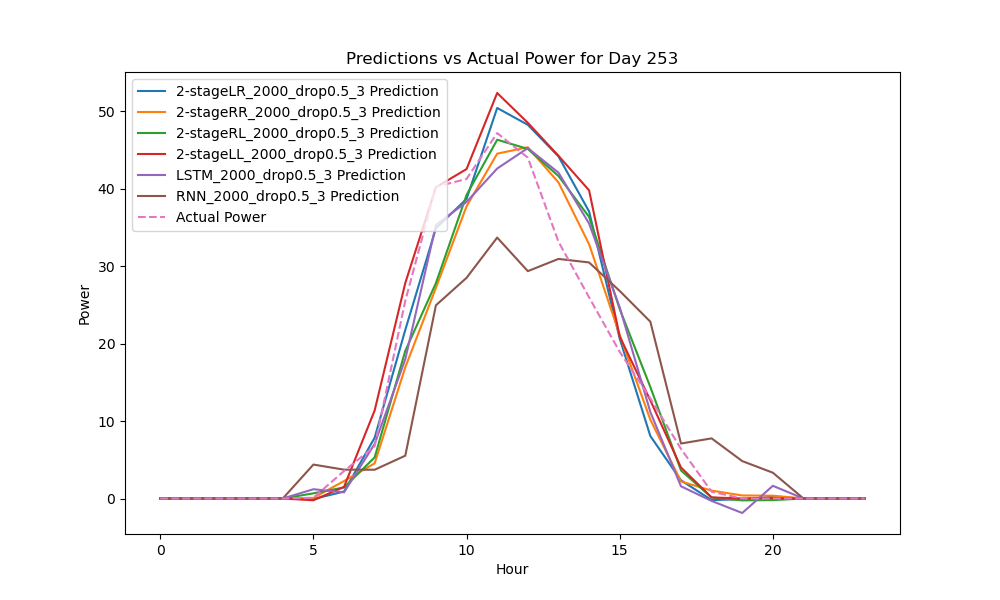 Predictions vs Actual Power for Day 253
2-stageLR_2000_drop0.5_3 Prediction
2-stageRR_2000_drop0.5_3 Prediction
2-stageRL_2000_drop0.5_3 Prediction
2-stageLL_2000_drop0.5_3 Prediction
LSTM_2000_drop0.5_3 Prediction
RNN_2000_drop0.5_3 Prediction
Actual Power
50
40
30
20
10
0
Power
0 5 10 15 20
Hour